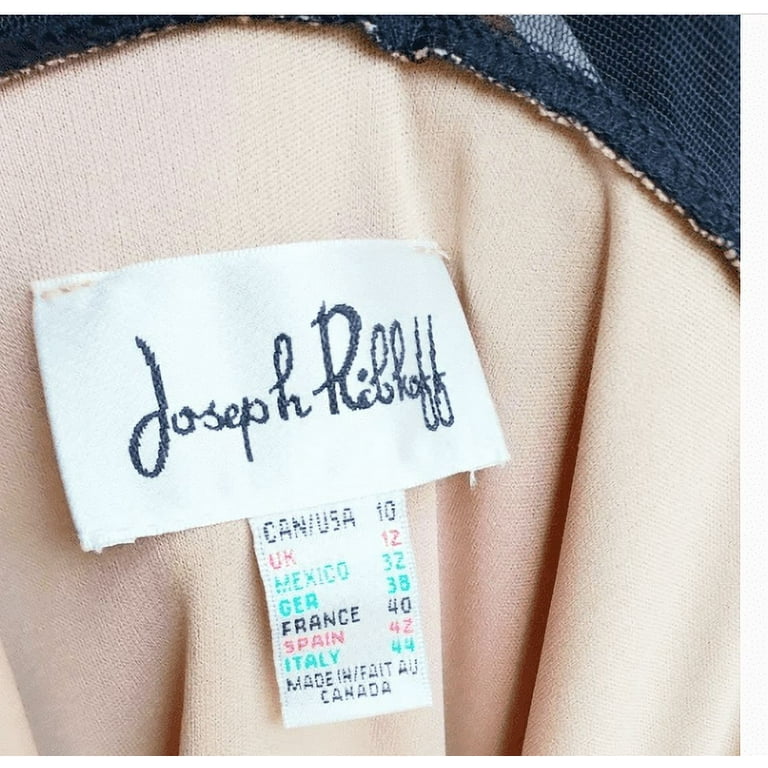 Joseph Ribkoff
CAN/USA 10
UK 12
MEXICO 32
GER 38
FRANCE 40
SPAIN 42
ITALY 44
MADE IN/FAIT AU
CANADA